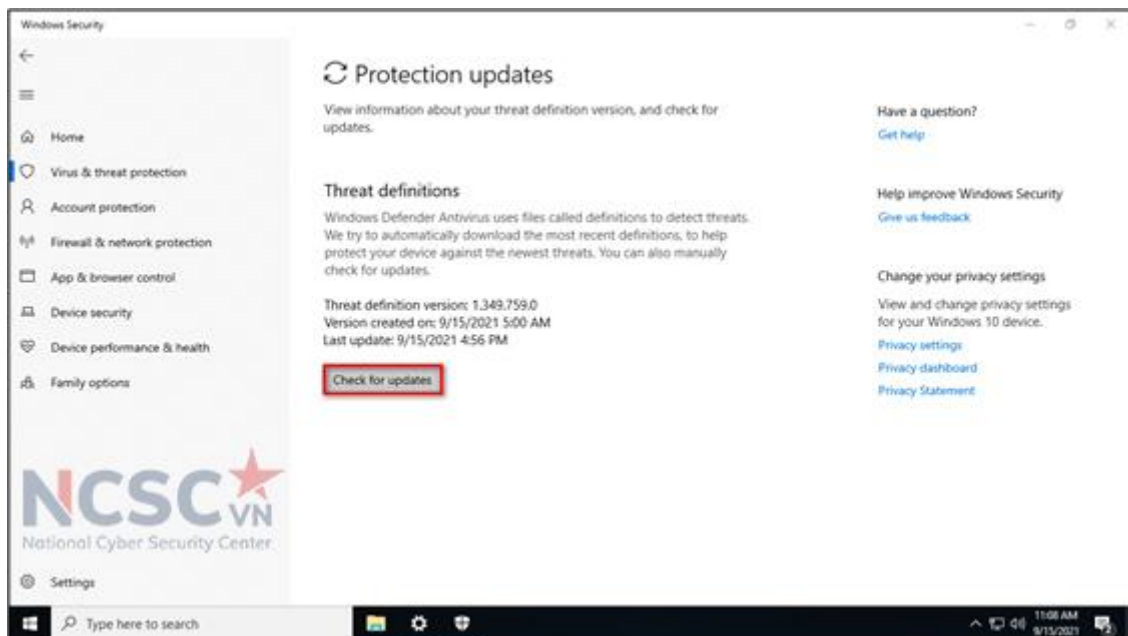 Windows Security
Home
Virus & threat protection
Account protection
Firewall & network protection
App & browser control
Device security
Device performance & health
Family options
NCSC VN
National Cyber Security Center
Settings
Protection updates
View information about your threat definition version, and check for
updates.
Threat definitions
Windows Defender Antivirus uses files called definitions to detect threats.
We try to automatically download the most recent definitions, to help
protect your device against the newest threats. You can also manually
check for updates.
Threat definition version: 1.349.759.0
Version created on: 9/15/2021 5:00 AM
Last update: 9/15/2021 4:56 PM
Check for updates
Have a question?
Get help
Help improve Windows Security
Give us feedback
Change your privacy settings
View and change privacy settings
for your Windows 10 device.
Privacy settings
Privacy dashboard
Privacy Statement
Type here to search
11:08 AM
9/15/2021